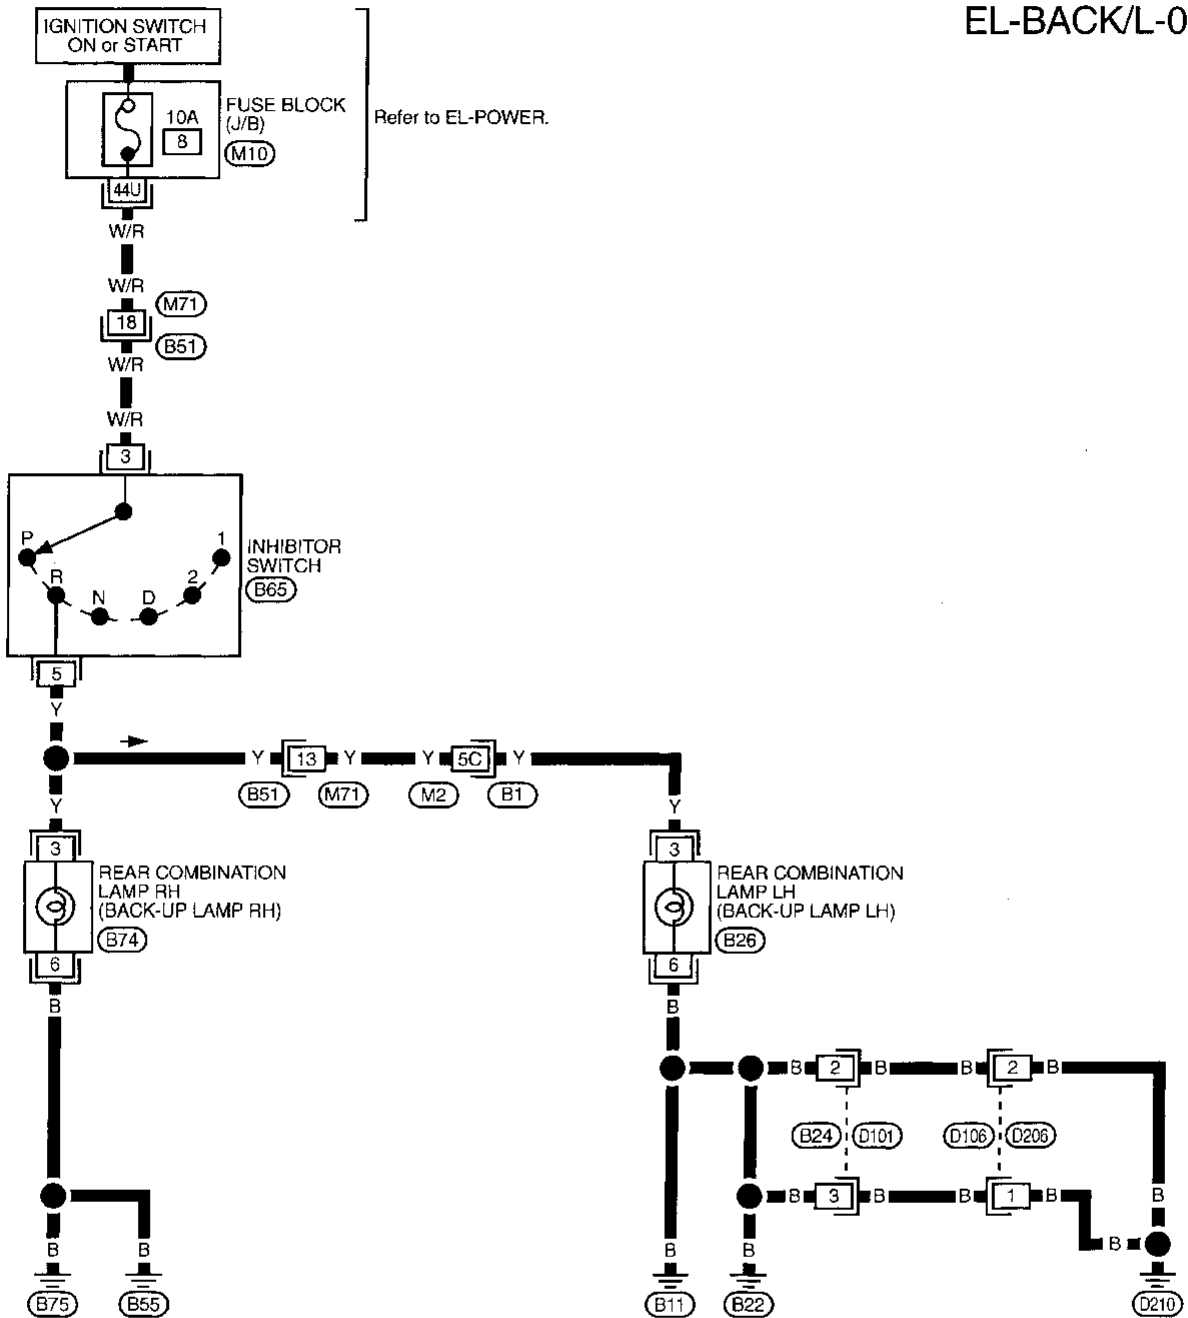 EL-BACK/L-0
IGNITION SWITCH
ON or START
10A
8
FUSE BLOCK
(J/B)
M10
Refer to EL-POWER.
44U
W/R
W/R
M71
18
B51
W/R
W/R
3
P
R
N
D
2
1
INHIBITOR
SWITCH
B65
5
Y
Y 13 Y Y 5C Y
B51 M71 M2 B1
Y
Y
3
REAR COMBINATION
LAMP RH
(BACK-UP LAMP RH)
B74
6
B
3
REAR COMBINATION
LAMP LH
(BACK-UP LAMP LH)
B26
6
B
B 2 B B 2 B
B24 D101 D106 D206
B 3 B B 1 B
B
B
B B B B
B75 B55 B11 B22 D210